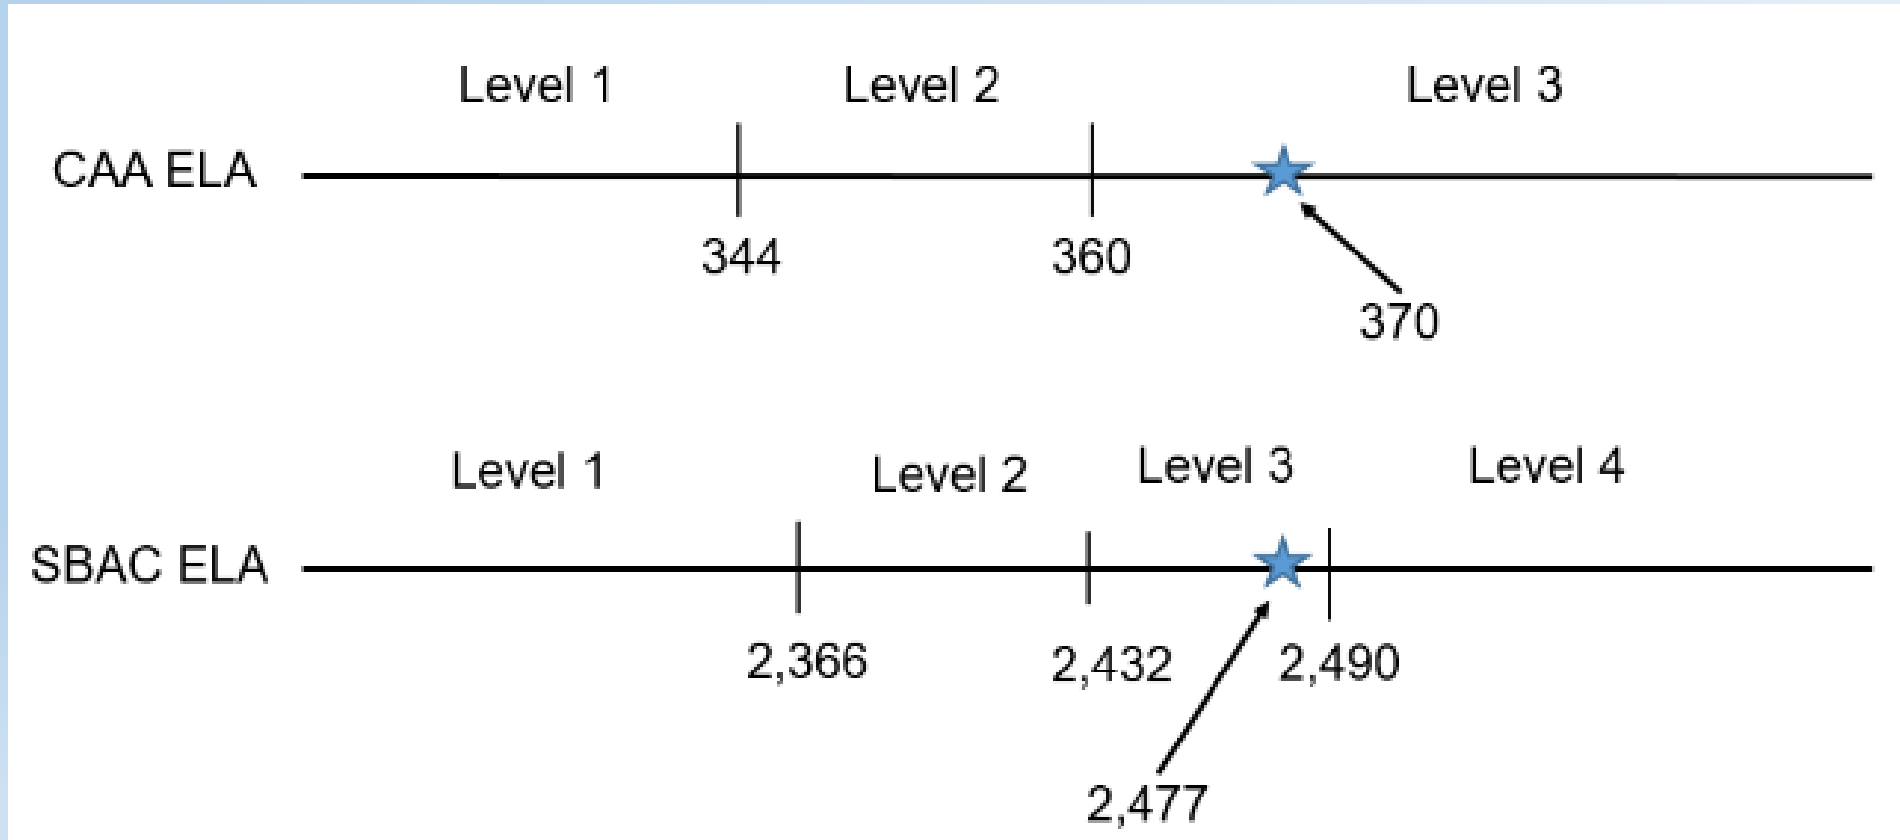 Level 1 Level 2 Level 3
CAA ELA
344 360
370
Level 1 Level 2 Level 3 Level 4
SBAC ELA
2,366 2,432 2,490
2,477